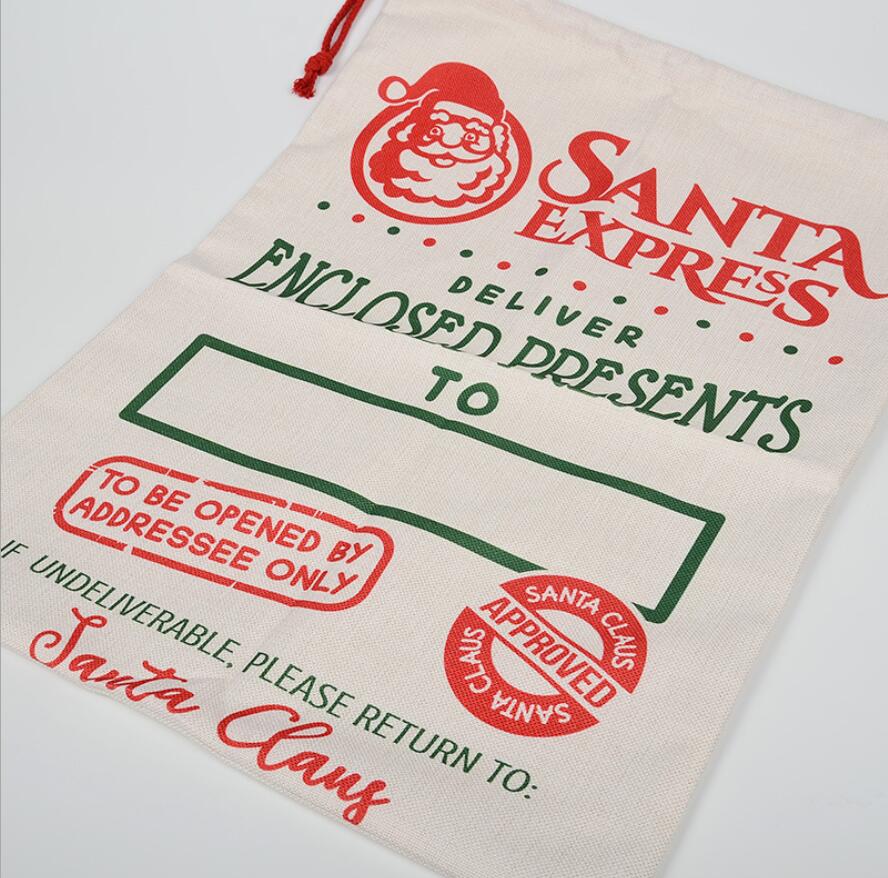 SANTA
EXPRESS
DELIVER
ENCLOSED PRESENTS
TO
TO BE OPENED BY
ADDRESSEE ONLY
SANTA CLAUS
APPROVED
SANTA CLAUS
IF UNDELIVERABLE, PLEASE RETURN TO:
Santa Claus